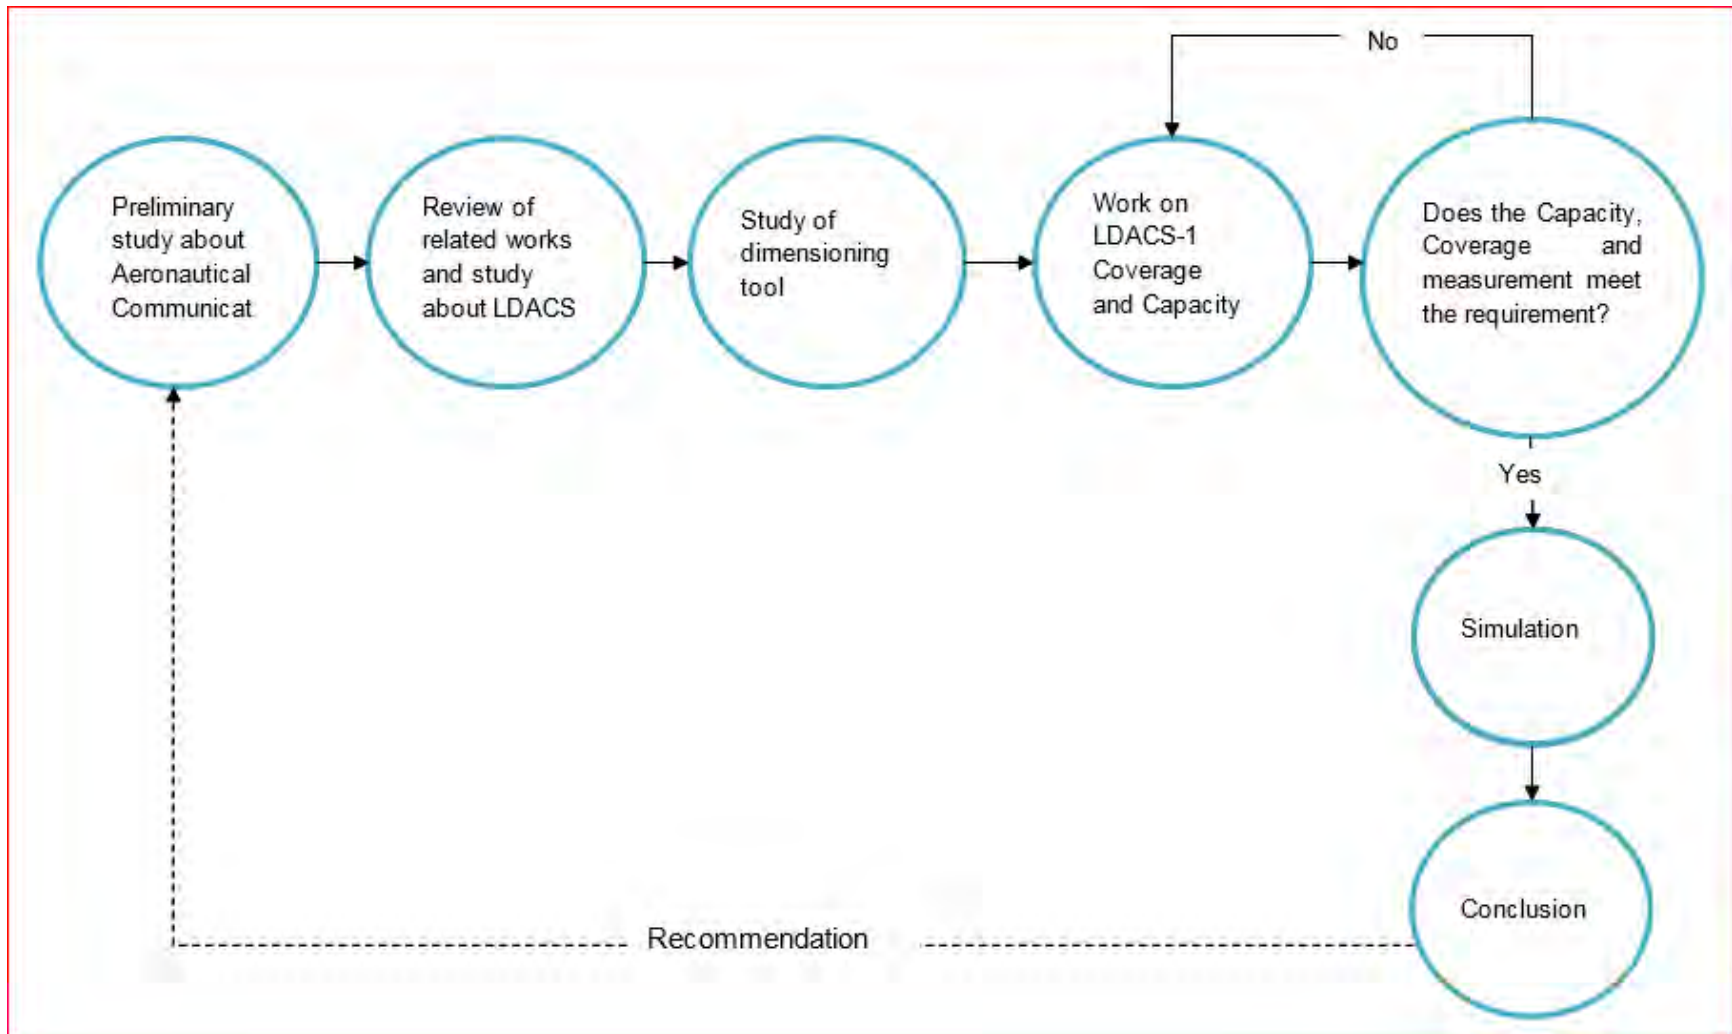 No
Preliminary
study about
Aeronautical
Communicat
Review of
related works
and study
about LDACS
Study of
dimensioning
tool
Work on
LDACS-1
Coverage
and Capacity
Does the Capacity,
Coverage and
measurement meet
the requirement?
Yes
Simulation
Conclusion
Recommendation